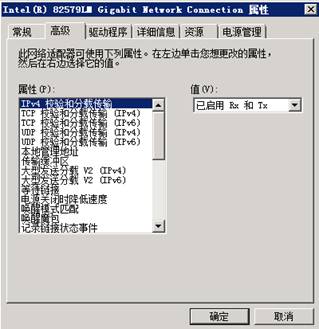 Intel(R) 82579LM Gigabit Network Connection 属性
常规 高级 驱动程序 详细信息 资源 电源管理
此网络适配器可使用下列属性。在左边单击您想更改的属性，
然后在右边选择它的值。
属性(P): 值(V):
IPv4 校验和分载传输 已启用 Rx 和 Tx
TCP 校验和分载传输 (IPv4)
TCP 校验和分载传输 (IPv6)
UDP 校验和分载传输 (IPv4)
UDP 校验和分载传输 (IPv6)
本地管理地址
传输缓冲区
大型发送分载 V2 (IPv4)
大型发送分载 V2 (IPv6)
等待链接
电源关闭时降低速度
唤醒模式匹配
唤醒魔包
记录链接状态事件
确定 取消